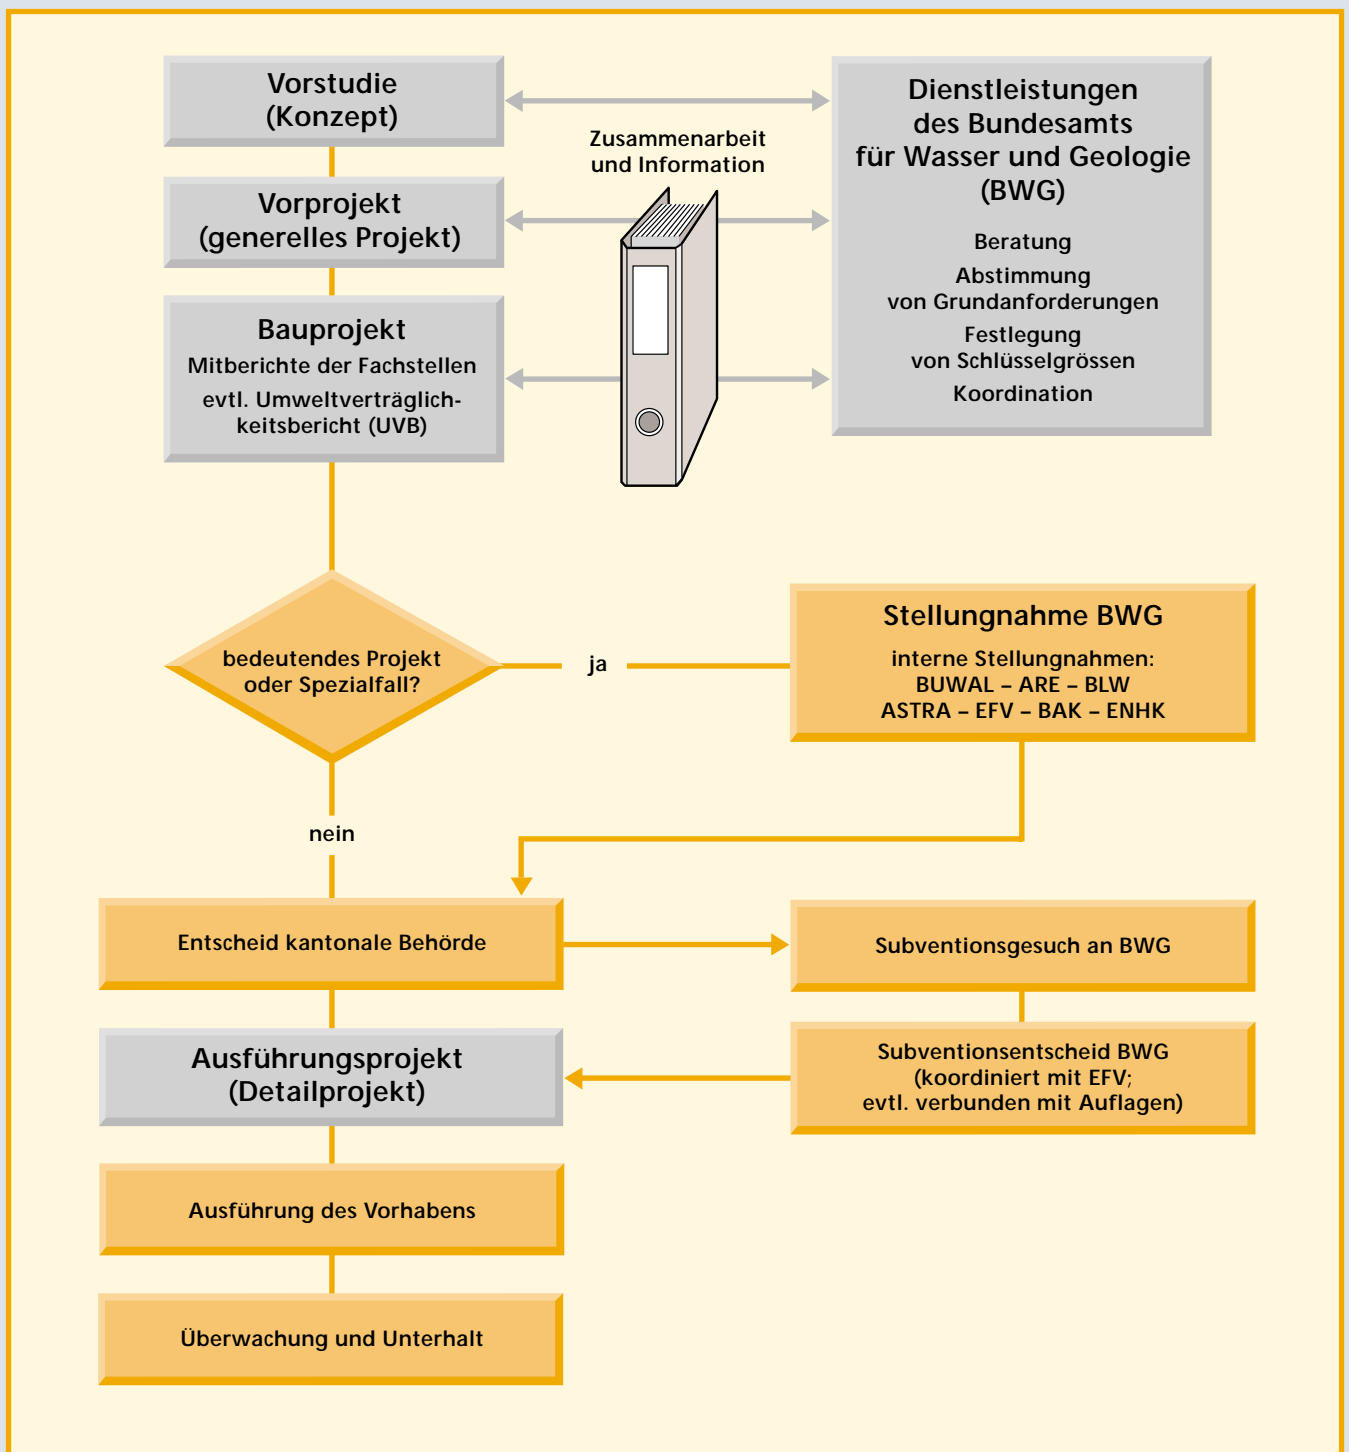 Vorstudie
(Konzept)
Dienstleistungen
des Bundesamts
für Wasser und Geologie
(BWG)
Beratung
Abstimmung
von Grundanforderungen
Festlegung
von Schlüsselgrössen
Koordination
Zusammenarbeit
und Information
Vorprojekt
(generelles Projekt)
Bauprojekt
Mitberichte der Fachstellen
evtl. Umweltverträglich-
keitsbericht (UVB)
bedeutendes Projekt
oder Spezialfall?
ja
Stellungnahme BWG
interne Stellungnahmen:
BUWAL – ARE – BLW
ASTRA – EFV – BAK – ENHK
nein
Entscheid kantonale Behörde
Subventionsgesuch an BWG
Subventionsentscheid BWG
(koordiniert mit EFV;
evtl. verbunden mit Auflagen)
Ausführungsprojekt
(Detailprojekt)
Ausführung des Vorhabens
Überwachung und Unterhalt